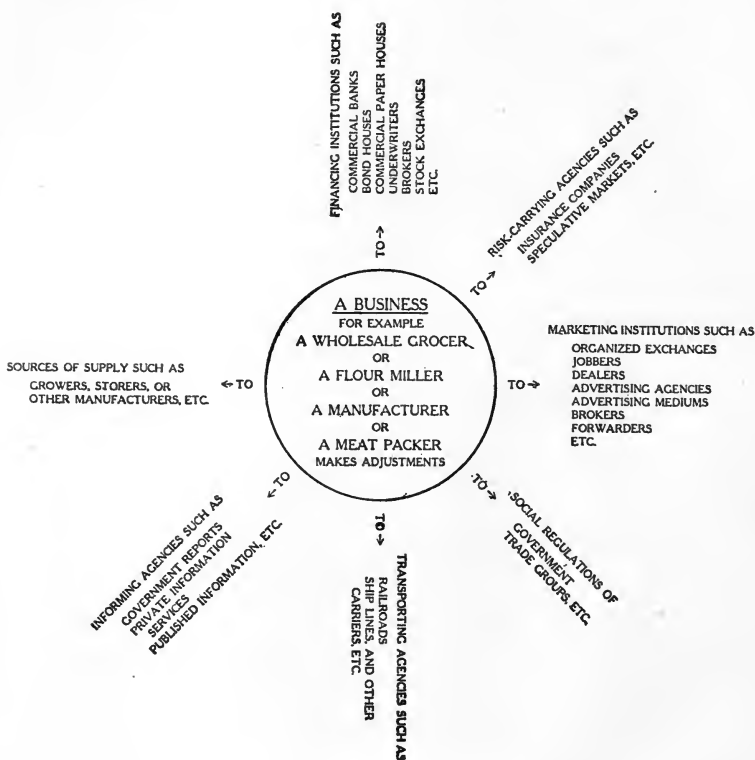 FINANCING INSTITUTIONS SUCH AS
COMMERCIAL BANKS
BOND HOUSES
COMMERCIAL PAPER HOUSES
UNDERWRITERS
BROKERS
STOCK EXCHANGES
ETC.
TO→
RISK-CARRYING AGENCIES SUCH AS
INSURANCE COMPANIES
SPECULATIVE MARKETS, ETC.
TO→
A BUSINESS
FOR EXAMPLE
A WHOLESALE GROCER
OR
A FLOUR MILLER
OR
A MANUFACTURER
OR
A MEAT PACKER
MAKES ADJUSTMENTS
MARKETING INSTITUTIONS SUCH AS
ORGANIZED EXCHANGES
JOBBERS
DEALERS
ADVERTISING AGENCIES
ADVERTISING MEDIUMS
BROKERS
FORWARDERS
ETC.
TO→
SOURCES OF SUPPLY SUCH AS
GROWERS, STORERS, OR
OTHER MANUFACTURERS, ETC.
←TO
SOCIAL REGULATIONS OF
GOVERNMENT
TRADE GROUPS, ETC.
TO→
TRANSPORTING AGENCIES SUCH AS
RAILROADS
SHIP LINES, AND OTHER
CARRIERS, ETC.
TO→
INFORMING AGENCIES SUCH AS
GOVERNMENT REPORTS
PRIVATE INFORMATION
SERVICES
PUBLISHED INFORMATION, ETC.
←TO